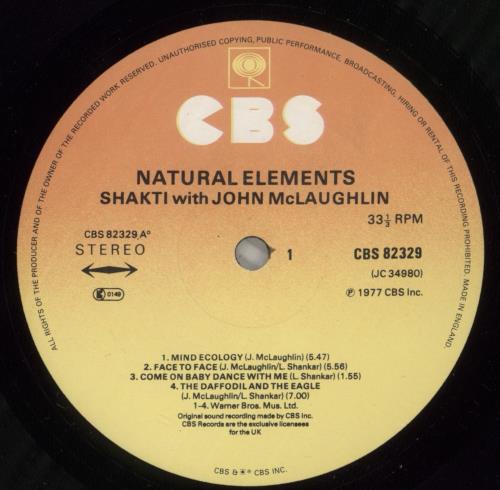 ALL RIGHTS OF THE PRODUCER AND OF THE OWNER OF THE RECORDED WORK RESERVED. UNAUTHORISED COPYING, PUBLIC PERFORMANCE, BROADCASTING, HIRING OR RENTAL OF THIS RECORDING PROHIBITED. MADE IN ENGLAND.
CBS
NATURAL ELEMENTS
SHAKTI with JOHN McLAUGHLIN
33⅓ RPM
CBS 82329 A°
STEREO
1
CBS 82329
(JC 34980)
℗ 1977 CBS Inc.
0149
1. MIND ECOLOGY (J. McLaughlin) (5.47)
2. FACE TO FACE (J. McLaughlin/L. Shankar) (5.56)
3. COME ON BABY DANCE WITH ME (L. Shankar) (1.55)
4. THE DAFFODIL AND THE EAGLE
(J. McLaughlin/L. Shankar) (7.00)
1-4. Warner Bros. Mus. Ltd.
Original sound recording made by CBS Inc.
CBS Records are the exclusive licensees
for the UK
CBS & ® CBS INC.